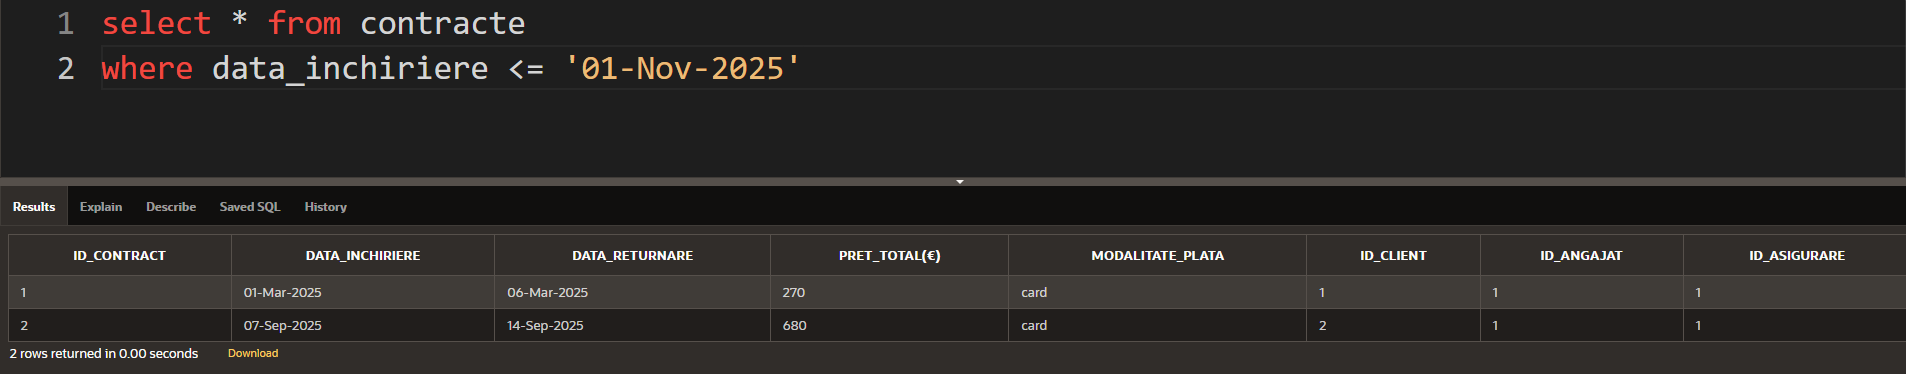 1 select * from contracte
2 where data_inchiriere <= '01-Nov-2025'
Results Explain Describe Saved SQL History
ID_CONTRACT DATA_INCHIRIERE DATA_RETURNARE PRET_TOTAL(€) MODALITATE_PLATA ID_CLIENT ID_ANGAJAT ID_ASIGURARE
1 01-Mar-2025 06-Mar-2025 270 card 1 1 1
2 07-Sep-2025 14-Sep-2025 680 card 2 1 1
2 rows returned in 0.00 seconds Download